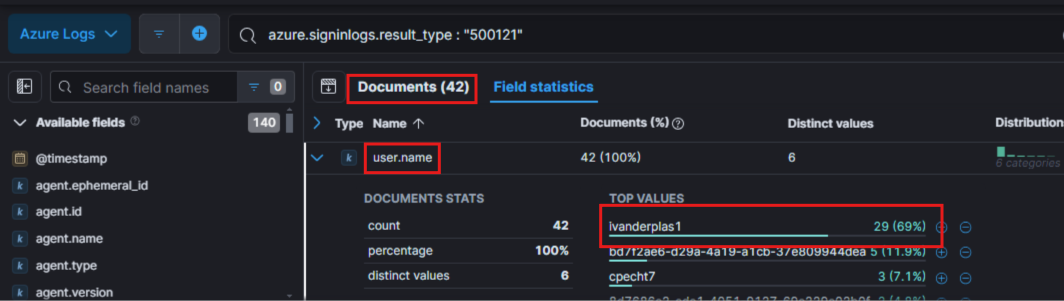 Azure Logs
azure.signinlogs.result_type : "500121"
Search field names 0
Documents (42) Field statistics
Available fields 140
Type Name Documents (%) Distinct values Distributions
@timestamp
k user.name 42 (100%) 6
6 categories
k agent.ephemeral_id
k agent.id
k agent.name
k agent.type
k agent.version
DOCUMENTS STATS
count 42
percentage 100%
distinct values 6
TOP VALUES
lvanderplas1 29 (69%)
bd7f2ae6-d29a-4a19-a1cb-37e809944dea 5 (11.9%)
cpecht7 3 (7.1%)